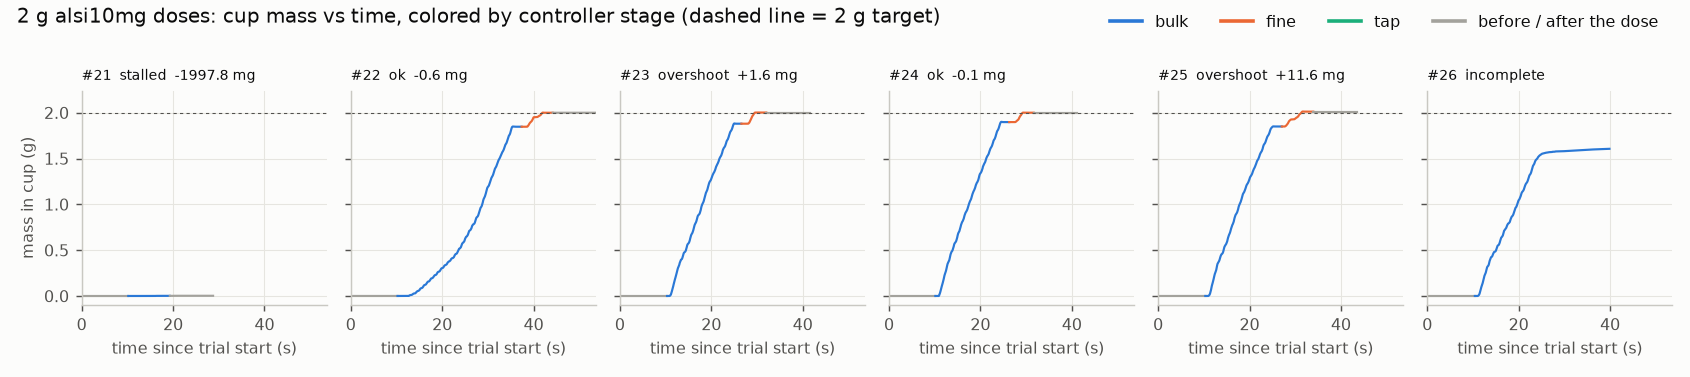 2 g alsi10mg doses: cup mass vs time, colored by controller stage (dashed line = 2 g target)
bulk fine tap before / after the dose
#21 stalled -1997.8 mg
#22 ok -0.6 mg
#23 overshoot +1.6 mg
#24 ok -0.1 mg
#25 overshoot +11.6 mg
#26 incomplete
mass in cup (g)
2.0
1.5
1.0
0.5
0.0
0 20 40
0 20 40
0 20 40
0 20 40
0 20 40
0 20 40
time since trial start (s)
time since trial start (s)
time since trial start (s)
time since trial start (s)
time since trial start (s)
time since trial start (s)